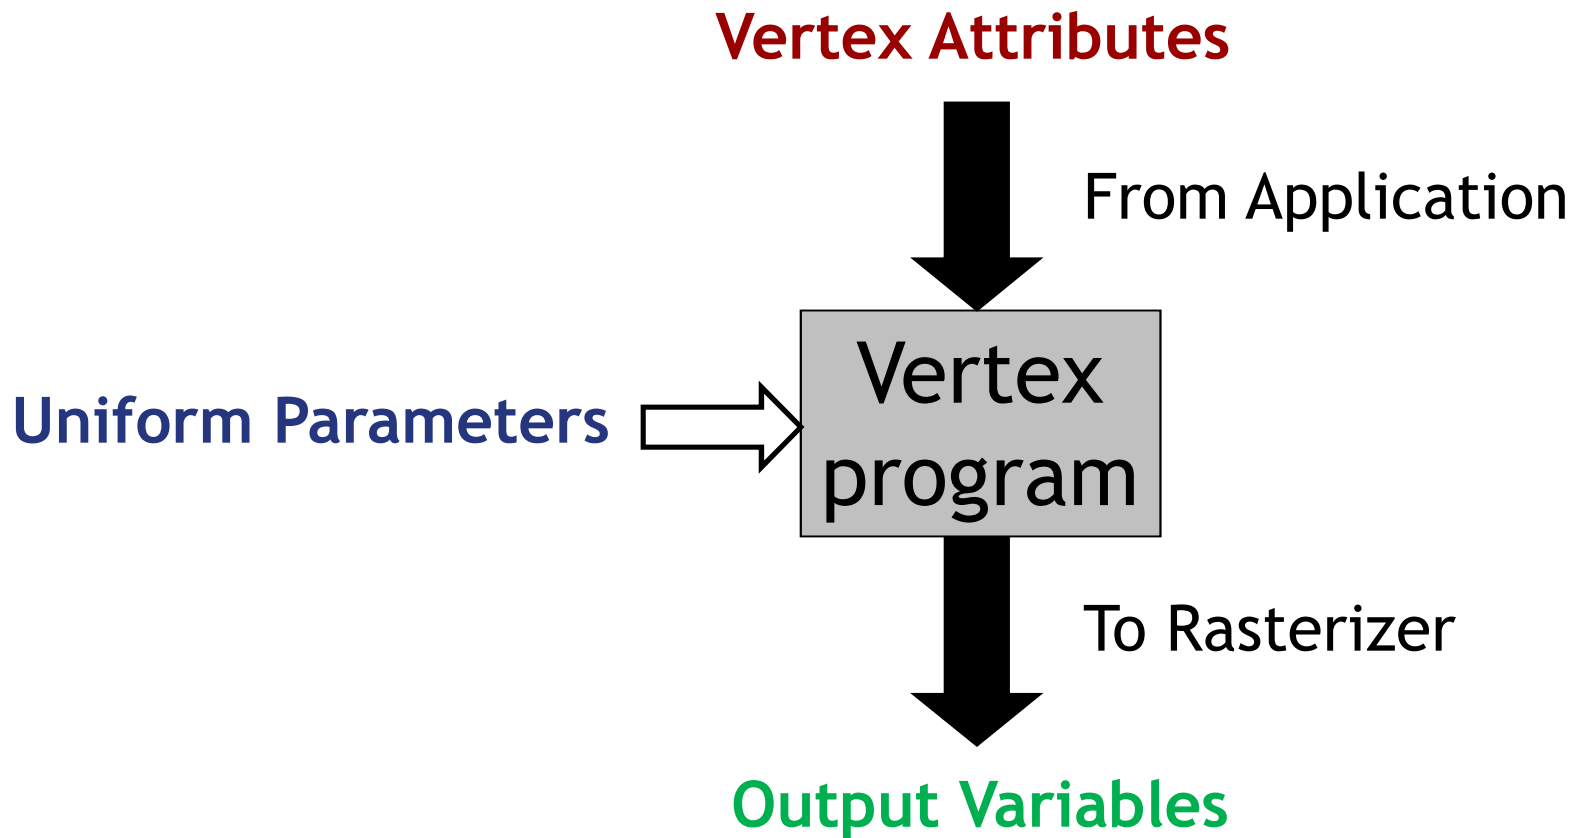 Vertex Attributes
From Application
Uniform Parameters
Vertex
program
To Rasterizer
Output Variables